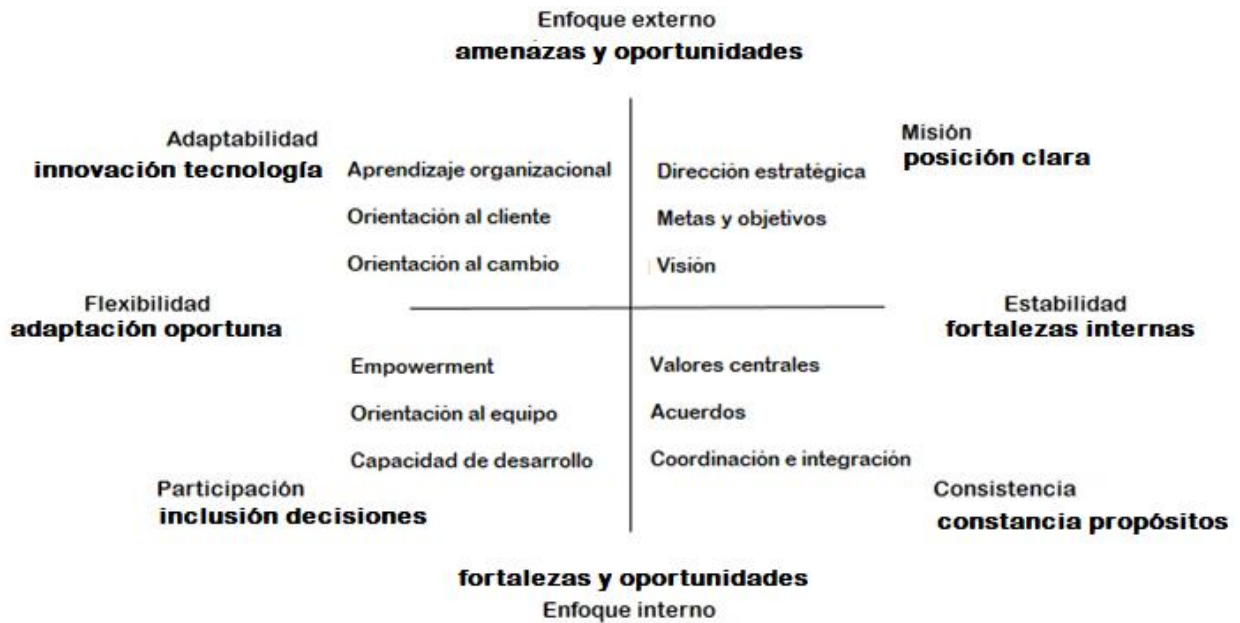 Enfoque externo
amenázas y oportunidades
Adaptabilidad
innovación tecnología
Aprendizaje organizacional
Orientación al cliente
Orientación al cambio
Misión
posición clara
Dirección estratégica
Metas y objetivos
Visión
Flexibilidad
adaptación oportuna
Estabilidad
fortalezas internas
Empowerment
Orientación al equipo
Capacidad de desarrollo
Valores centrales
Acuerdos
Coordinación e integración
Participación
inclusión decisiones
Consistencia
constancia propósitos
fortalezas y oportunidades
Enfoque interno